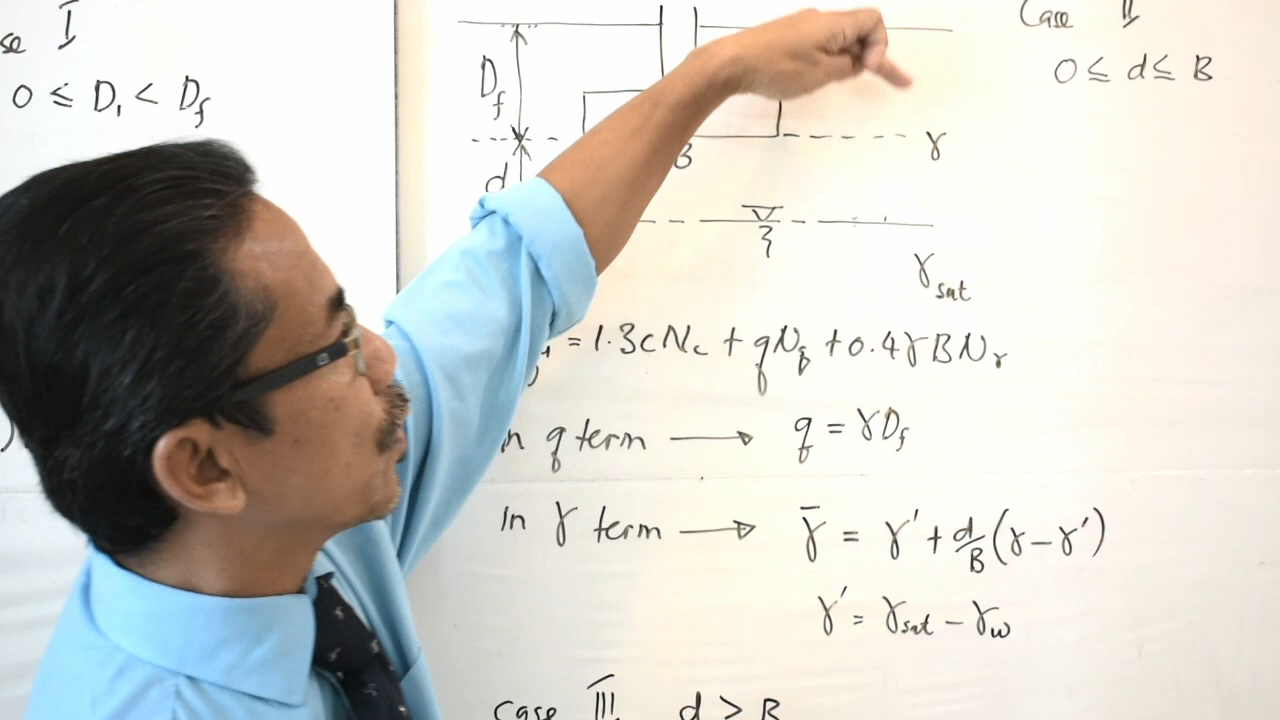 I
0 ≤ D₁ < D_f
Case II
0 ≤ d ≤ B
D_f
d
B
γ
γ_sat
= 1.3cN_c + qN_q + 0.4γBN_γ
In q term → q = γD_f
In γ term → γ̄ = γ' + d/B (γ - γ')
γ' = γ_sat - γ_w
Case III d > B